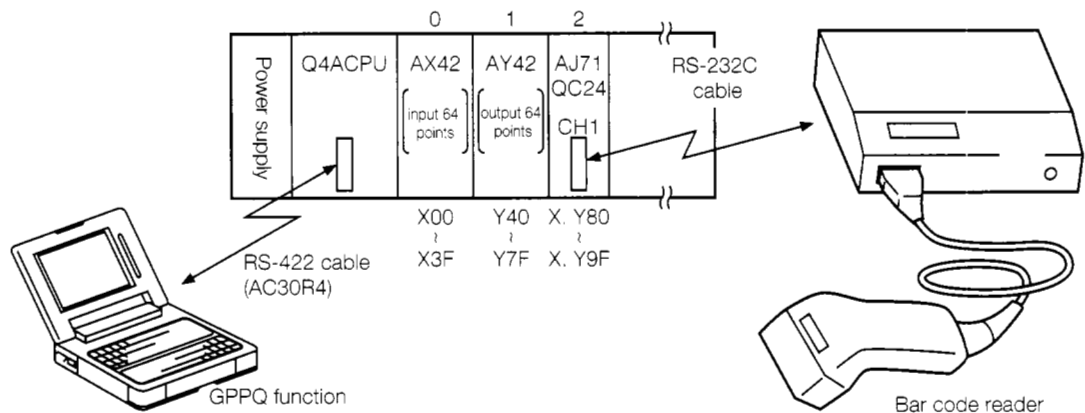 0 1 2
Power supply
Q4ACPU
AX42
input 64
points
AY42
output 64
points
AJ71
QC24
CH1
RS-232C
cable
X00
≀
X3F
Y40
≀
Y7F
X. Y80
≀
X. Y9F
RS-422 cable
(AC30R4)
GPPQ function
Bar code reader